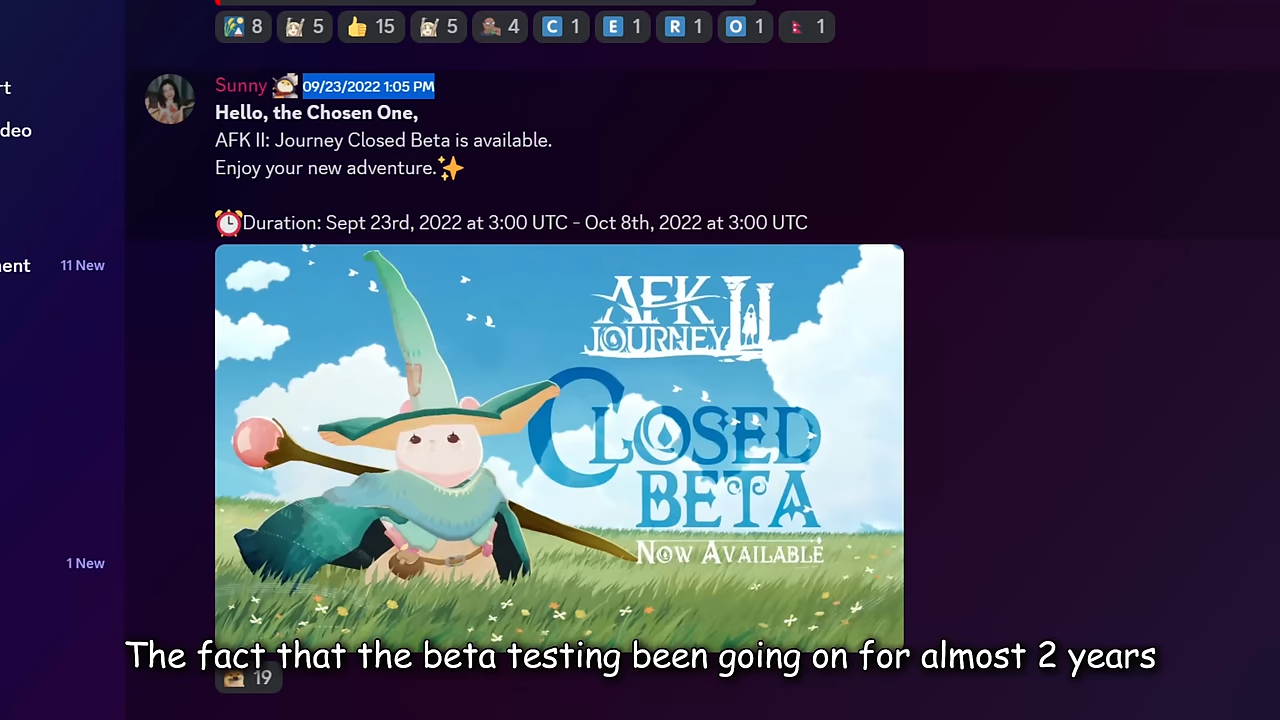 8 5 15 5 4 C 1 E 1 R 1 O 1 1
Sunny 09/23/2022 1:05 PM
Hello, the Chosen One,
AFK II: Journey Closed Beta is available.
Enjoy your new adventure.✨
⏰Duration: Sept 23rd, 2022 at 3:00 UTC - Oct 8th, 2022 at 3:00 UTC
rt
deo
nent 11 New
1 New
AFK II
JOURNEY
CLOSED
BETA
NOW AVAILABLE
The fact that the beta testing been going on for almost 2 years
19